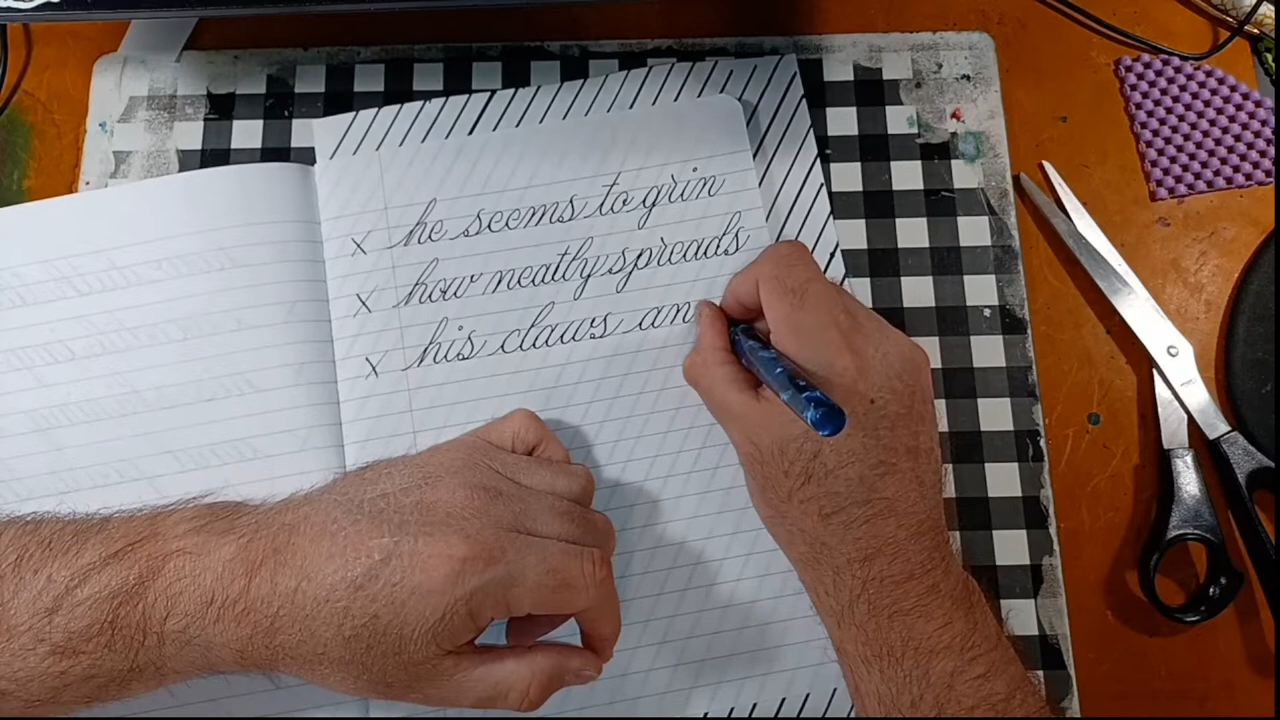 x he seems to grin
x how neatly spreads
x his claws an